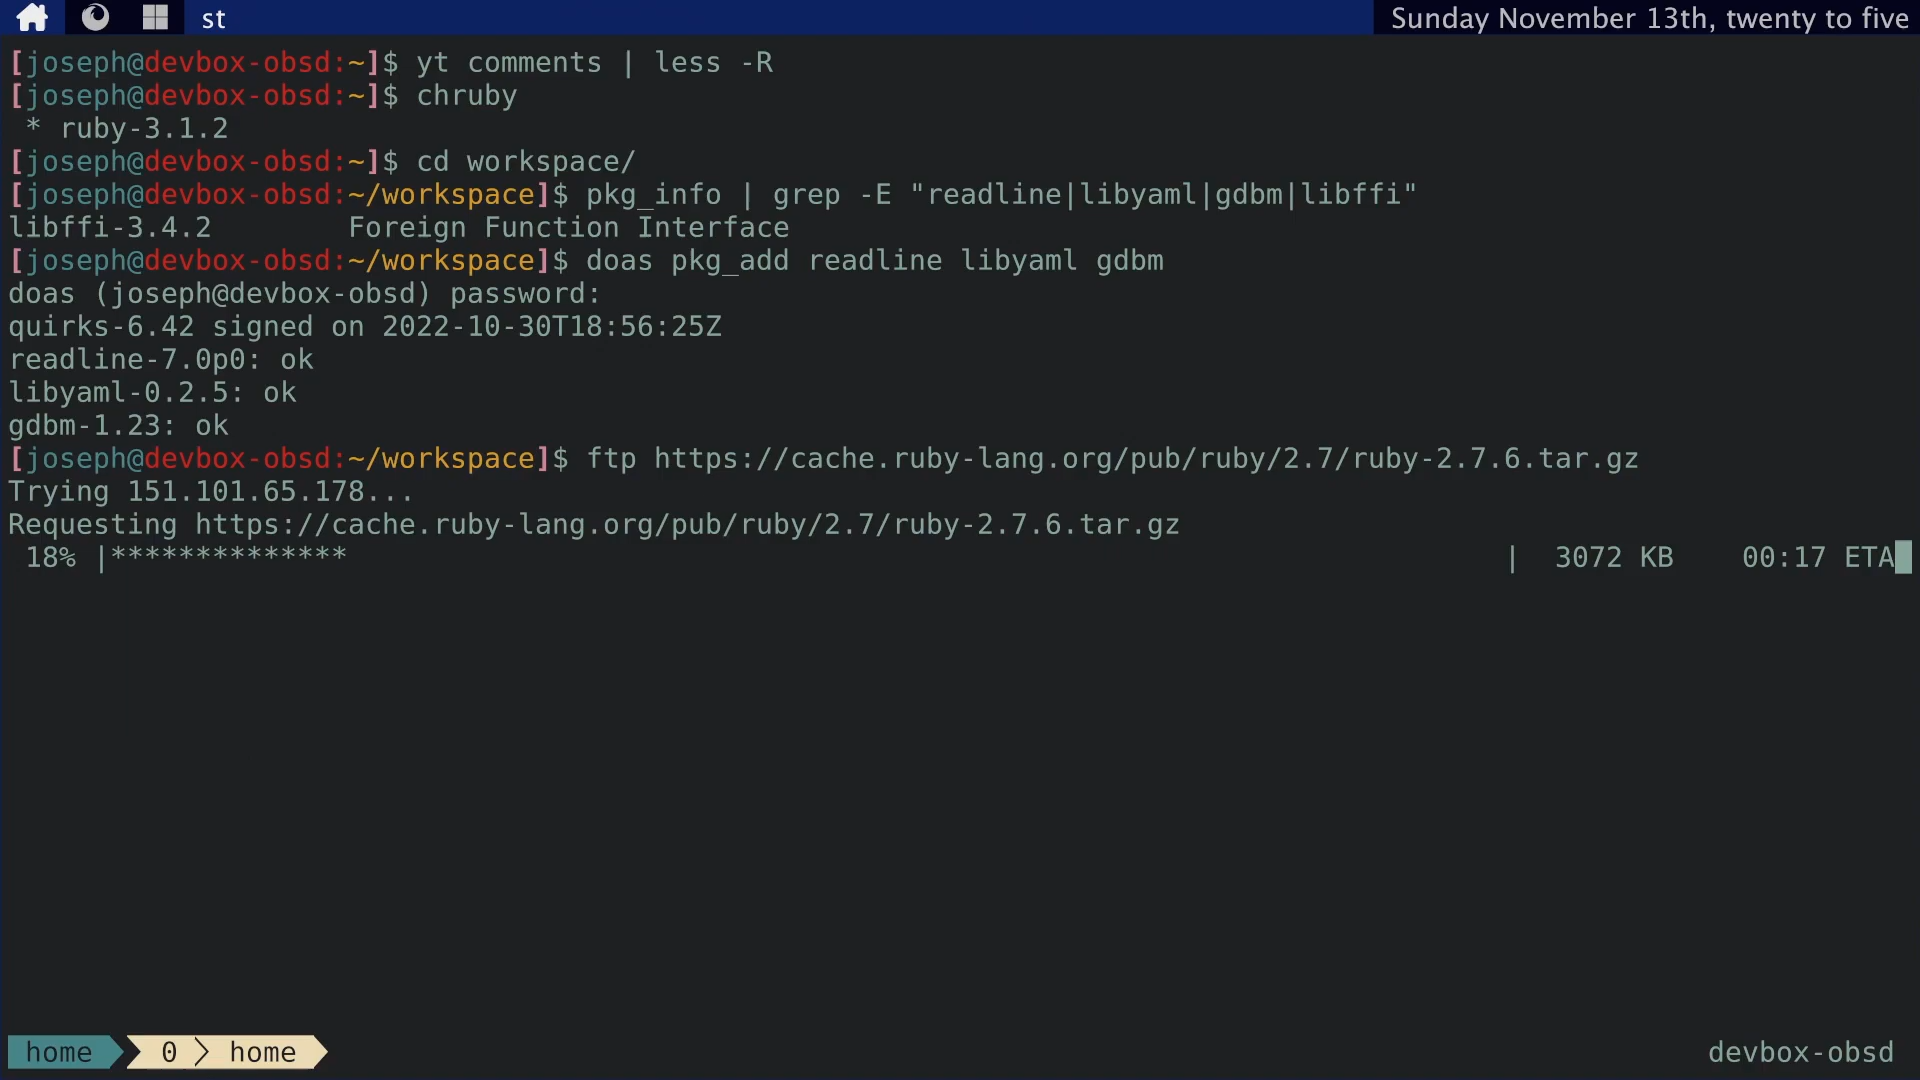 st
Sunday November 13th, twenty to five
[joseph@devbox-obsd:~]$ yt comments | less -R
[joseph@devbox-obsd:~]$ chruby
 * ruby-3.1.2
[joseph@devbox-obsd:~]$ cd workspace/
[joseph@devbox-obsd:~/workspace]$ pkg_info | grep -E "readline|libyaml|gdbm|libffi"
libffi-3.4.2        Foreign Function Interface
[joseph@devbox-obsd:~/workspace]$ doas pkg_add readline libyaml gdbm
doas (joseph@devbox-obsd) password:
quirks-6.42 signed on 2022-10-30T18:56:25Z
readline-7.0p0: ok
libyaml-0.2.5: ok
gdbm-1.23: ok
[joseph@devbox-obsd:~/workspace]$ ftp https://cache.ruby-lang.org/pub/ruby/2.7/ruby-2.7.6.tar.gz
Trying 151.101.65.178...
Requesting https://cache.ruby-lang.org/pub/ruby/2.7/ruby-2.7.6.tar.gz
 18% |**************                                                                    |  3072 KB    00:17 ETA
home 0 home
devbox-obsd